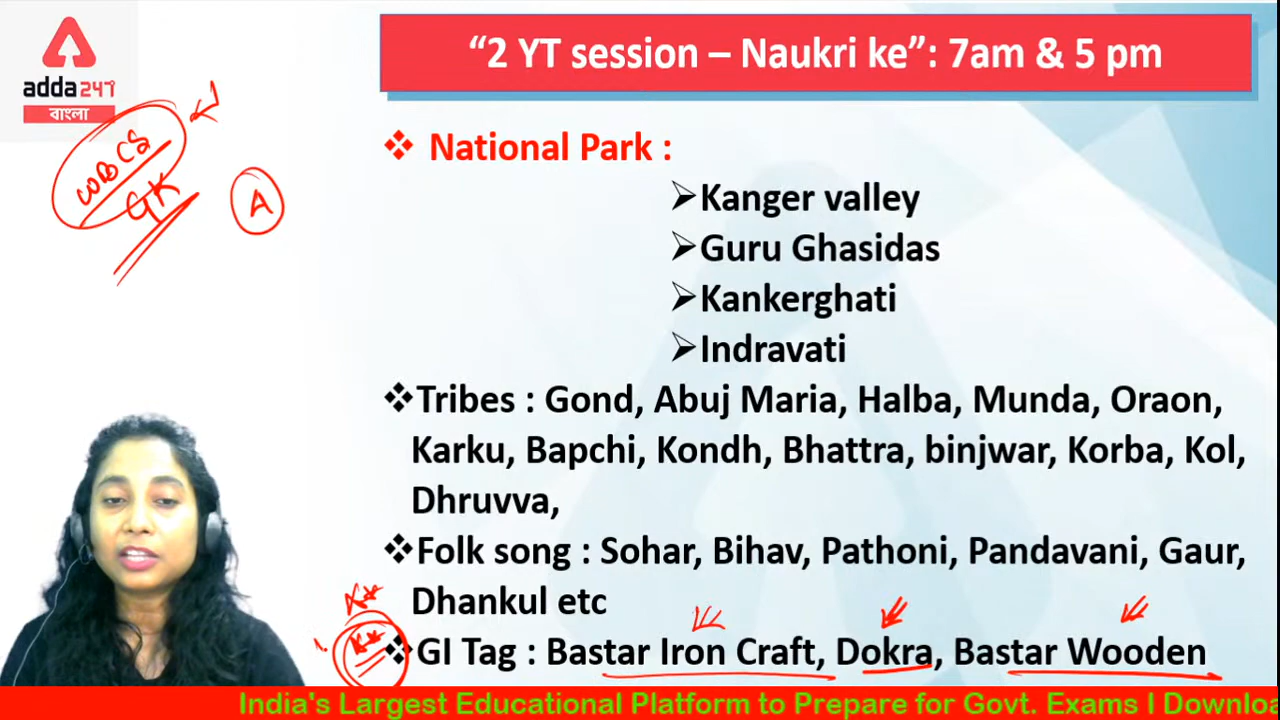 adda247
বাংলা
WBCS
GK
A
“2 YT session – Naukri ke”: 7am & 5 pm
National Park :
Kanger valley
Guru Ghasidas
Kankerghati
Indravati
Tribes : Gond, Abuj Maria, Halba, Munda, Oraon,
Karku, Bapchi, Kondh, Bhattra, binjwar, Korba, Kol,
Dhruvva,
Folk song : Sohar, Bihav, Pathoni, Pandavani, Gaur,
Dhankul etc
GI Tag : Bastar Iron Craft, Dokra, Bastar Wooden
India's Largest Educational Platform to Prepare for Govt. Exams I Downloa